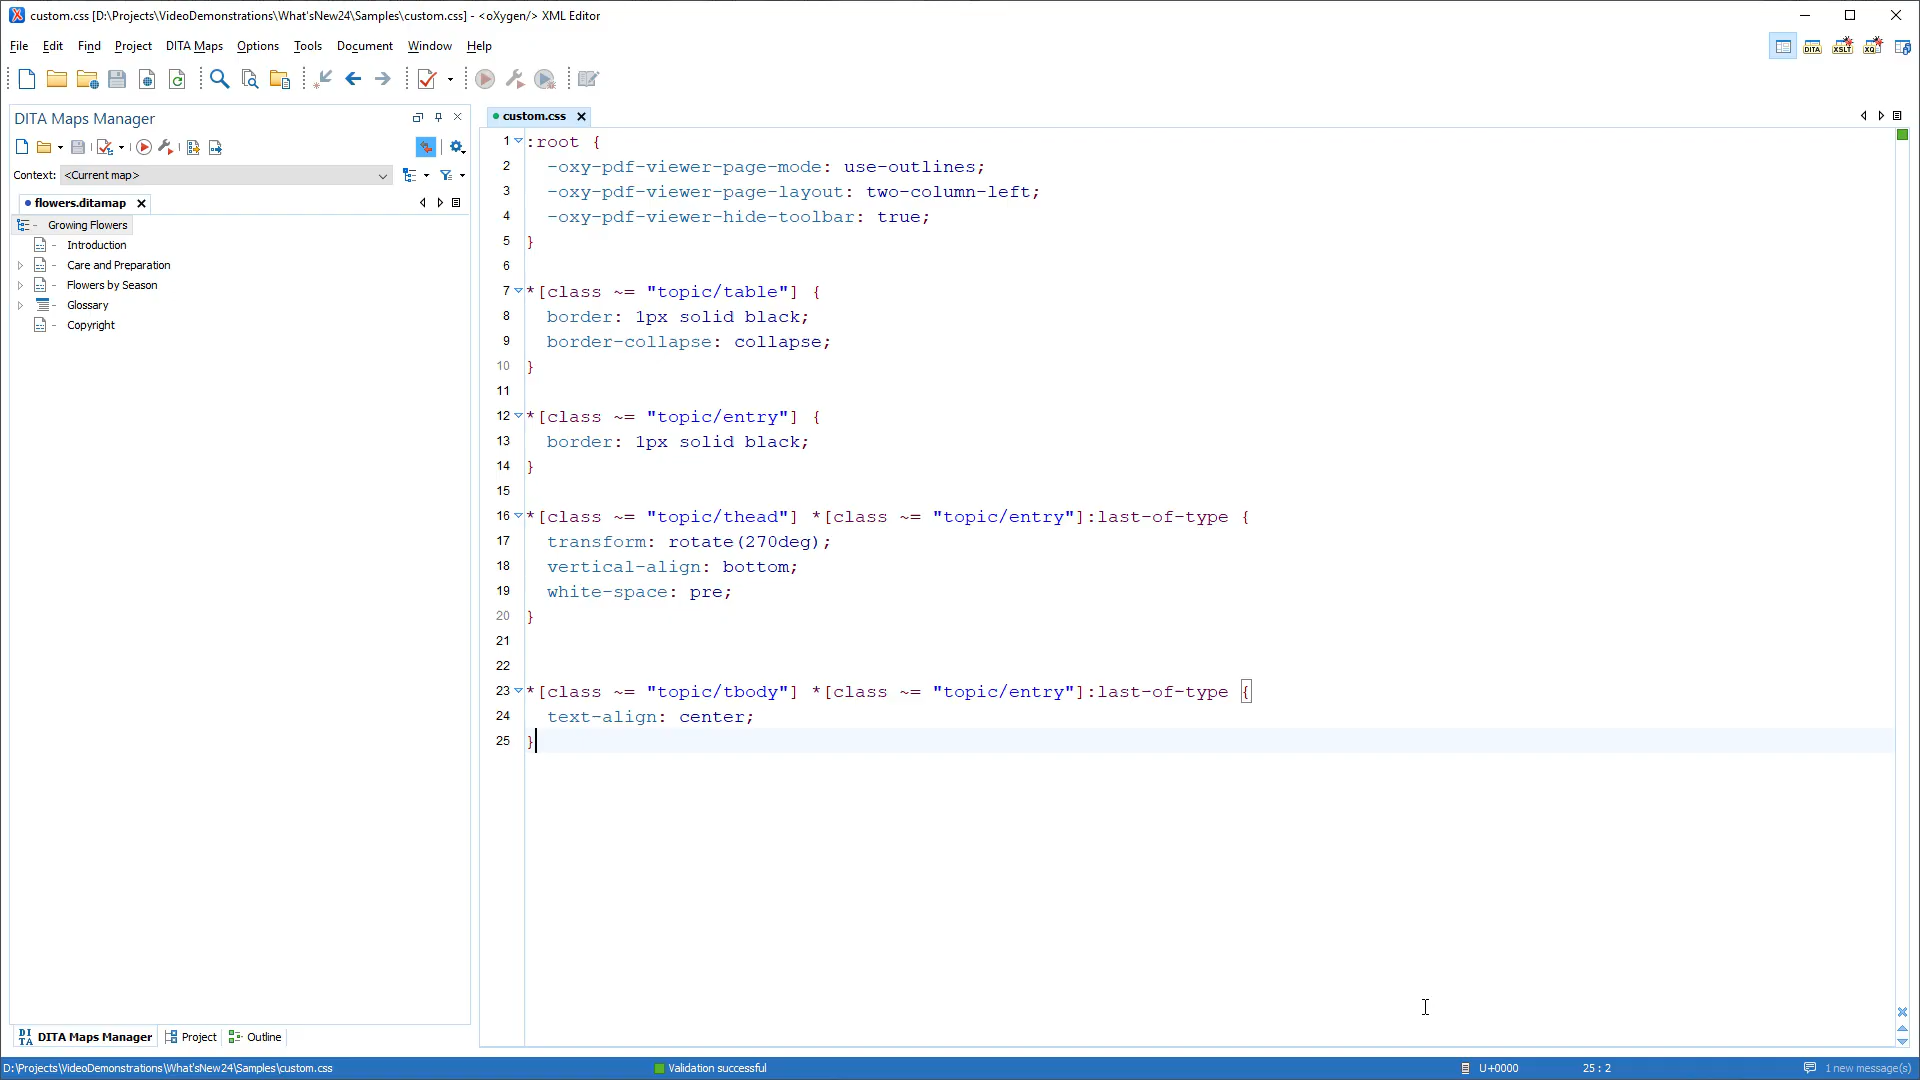 custom.css [D:\Projects\VideoDemonstrations\What'sNew24\Samples\custom.css] - <oXygen/> XML Editor
File Edit Find Project DITA Maps Options Tools Document Window Help
DITA XSLT XQ
DITA Maps Manager
Context: <Current map>
flowers.ditamap
Growing Flowers
Introduction
Care and Preparation
Flowers by Season
Glossary
Copyright
custom.css
1 :root {
2 -oxy-pdf-viewer-page-mode: use-outlines;
3 -oxy-pdf-viewer-page-layout: two-column-left;
4 -oxy-pdf-viewer-hide-toolbar: true;
5 }
6
7 *[class ~= "topic/table"] {
8 border: 1px solid black;
9 border-collapse: collapse;
10 }
11
12 *[class ~= "topic/entry"] {
13 border: 1px solid black;
14 }
15
16 *[class ~= "topic/thead"] *[class ~= "topic/entry"]:last-of-type {
17 transform: rotate(270deg);
18 vertical-align: bottom;
19 white-space: pre;
20 }
21
22
23 *[class ~= "topic/tbody"] *[class ~= "topic/entry"]:last-of-type {
24 text-align: center;
25 }
DITA DITA Maps Manager Project Outline
D:\Projects\VideoDemonstrations\What'sNew24\Samples\custom.css Validation successful U+0000 25 : 2 1 new message(s)